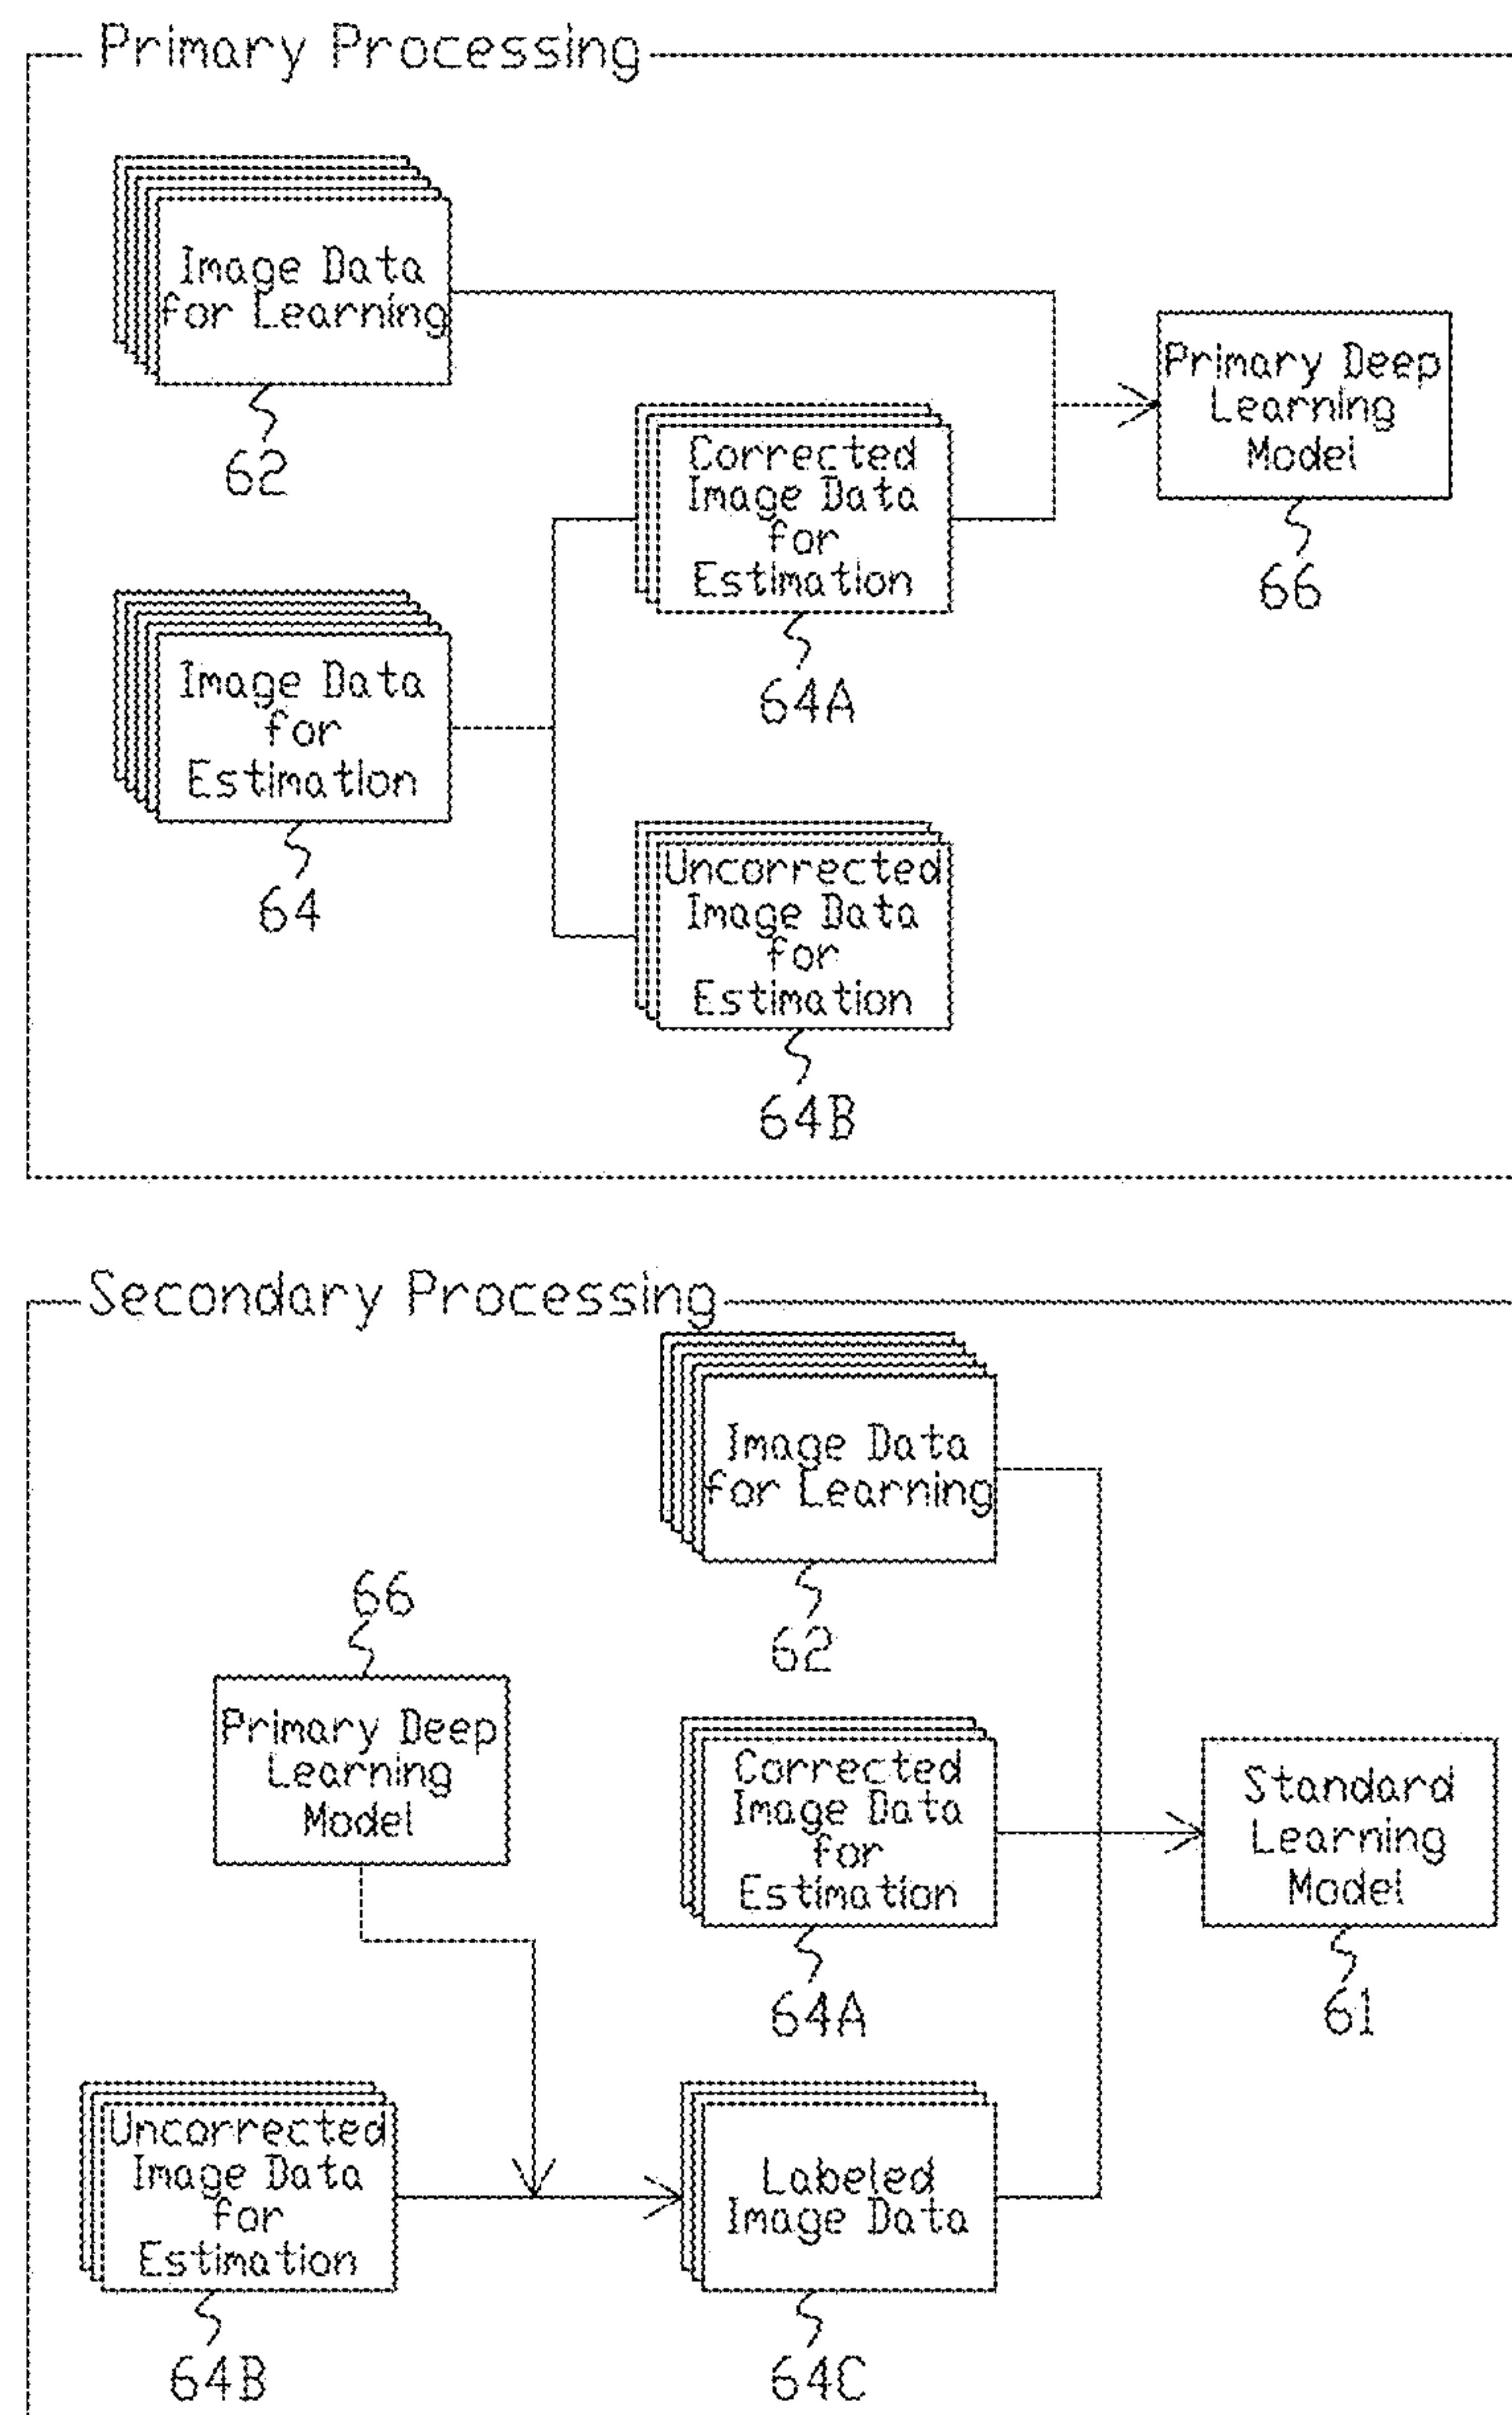 Primary Processing
Image Data
for Learning
62
Primary Deep
Learning
Model
66
Corrected
Image Data
for
Estimation
64A
Image Data
for
Estimation
64
Uncorrected
Image Data
for
Estimation
64B
Secondary Processing
Image Data
for Learning
62
66
Primary Deep
Learning
Model
Corrected
Image Data
for
Estimation
64A
Standard
Learning
Model
61
Uncorrected
Image Data
for
Estimation
64B
Labeled
Image Data
64C